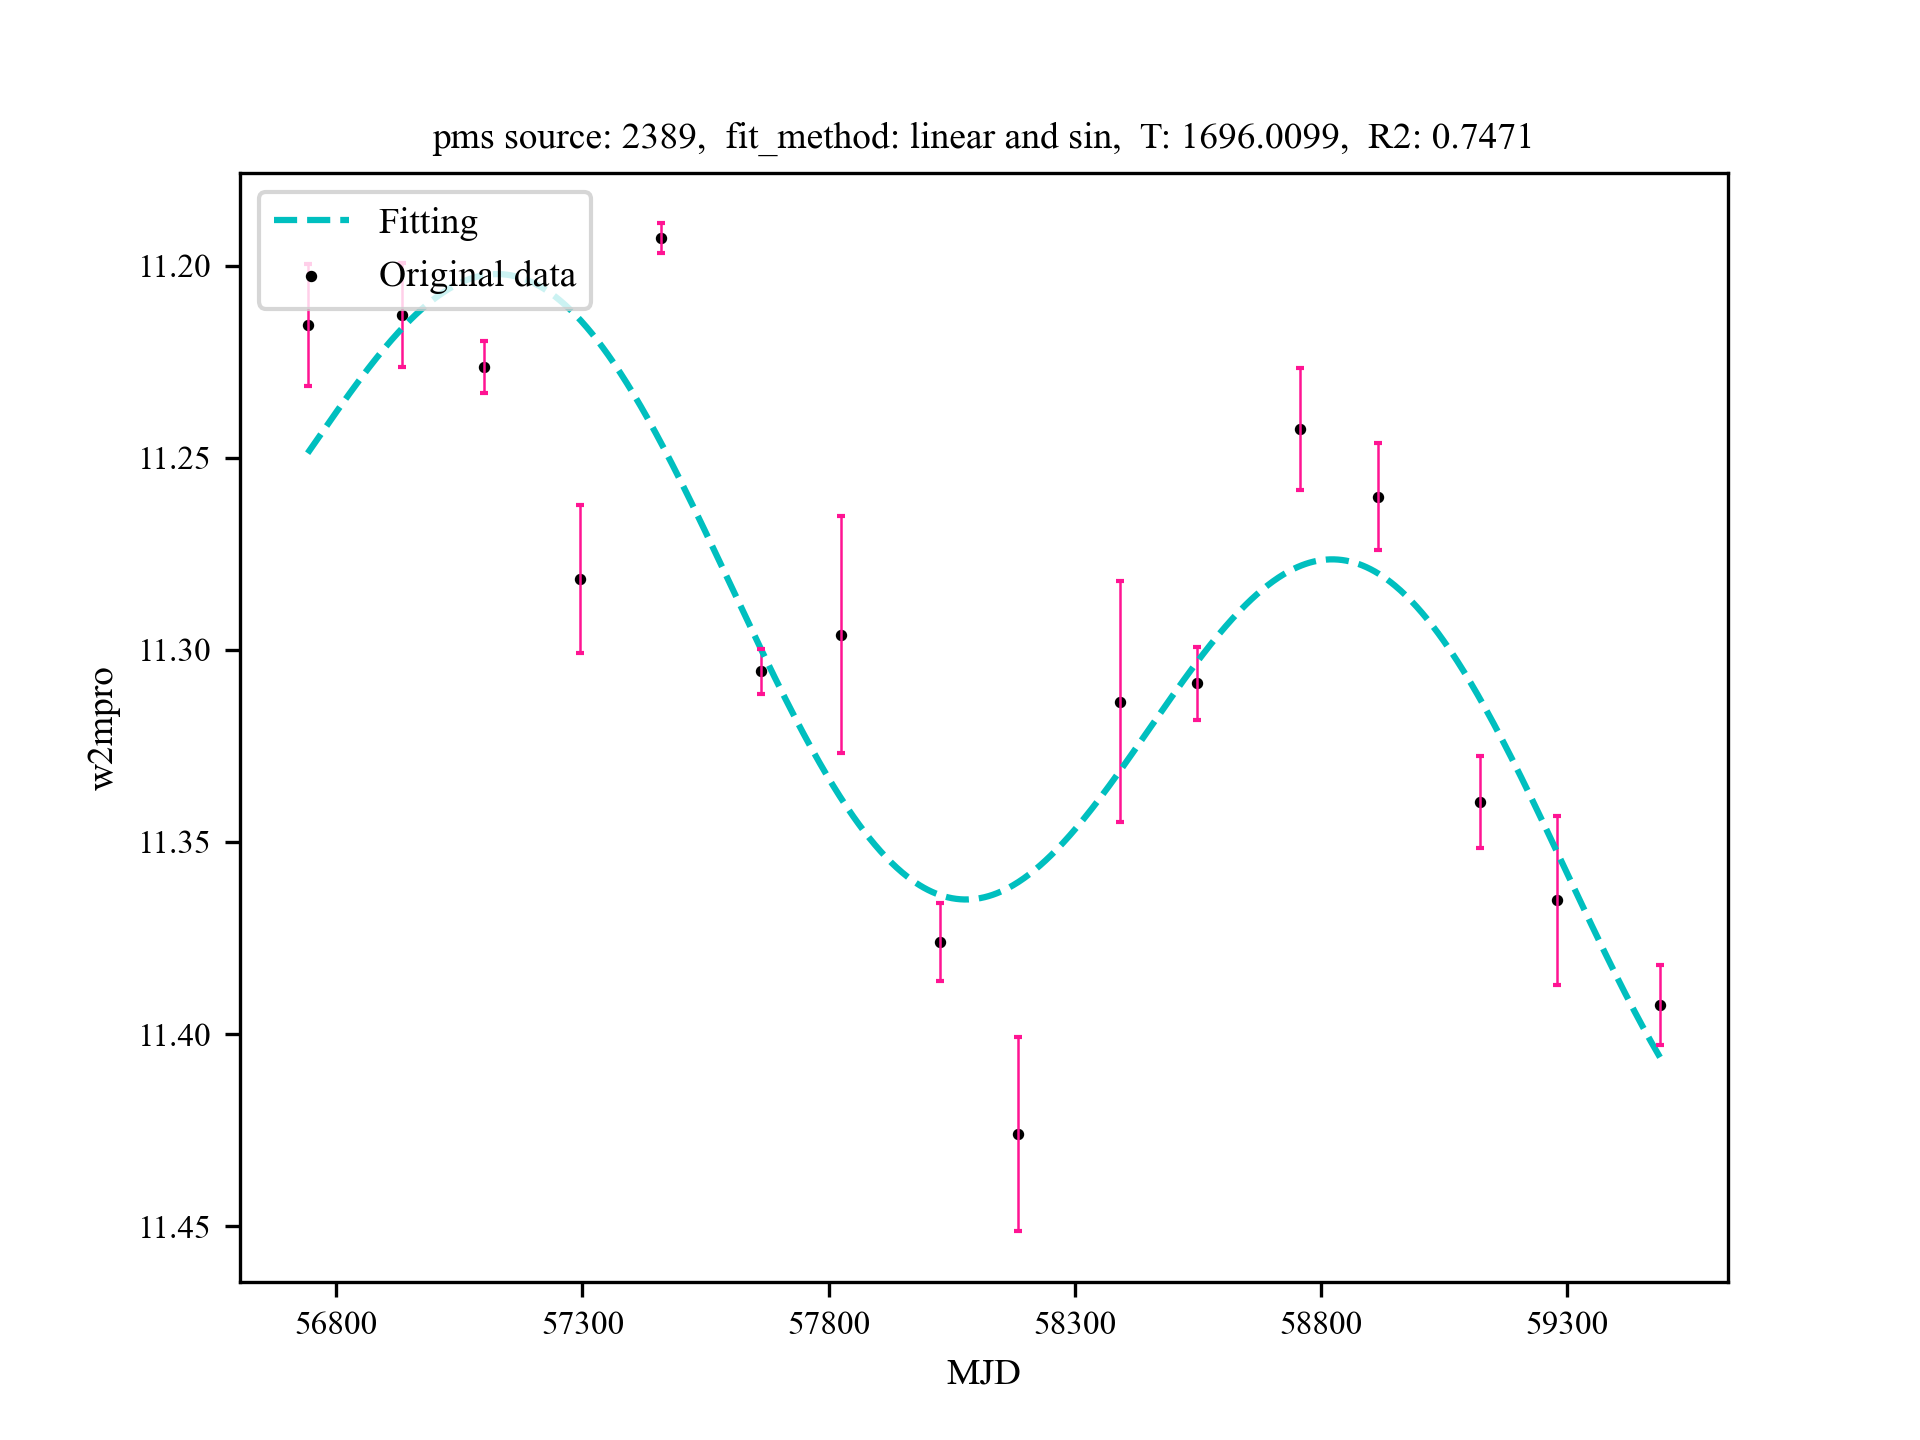 pms source: 2389,  fit_method: linear and sin,  T: 1696.0099,  R2: 0.7471
Fitting
Original data
11.20
11.25
11.30
11.35
11.40
11.45
w2mpro
56800
57300
57800
58300
58800
59300
MJD